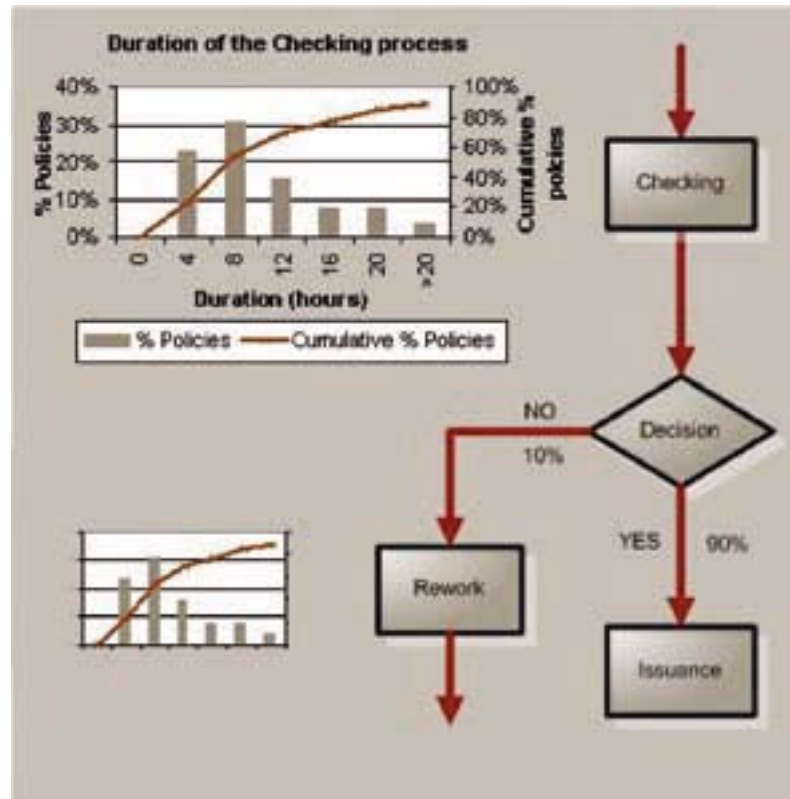 Duration of the Checking process
% Policies
40%
30%
20%
10%
0%
100%
80%
60%
40%
20%
0%
Cumulative %
polcies
0
4
8
12
16
20
>20
Duration (hours)
% Policies
Cumulative % Policies
Checking
Decision
NO
10%
YES
90%
Rework
Issuance